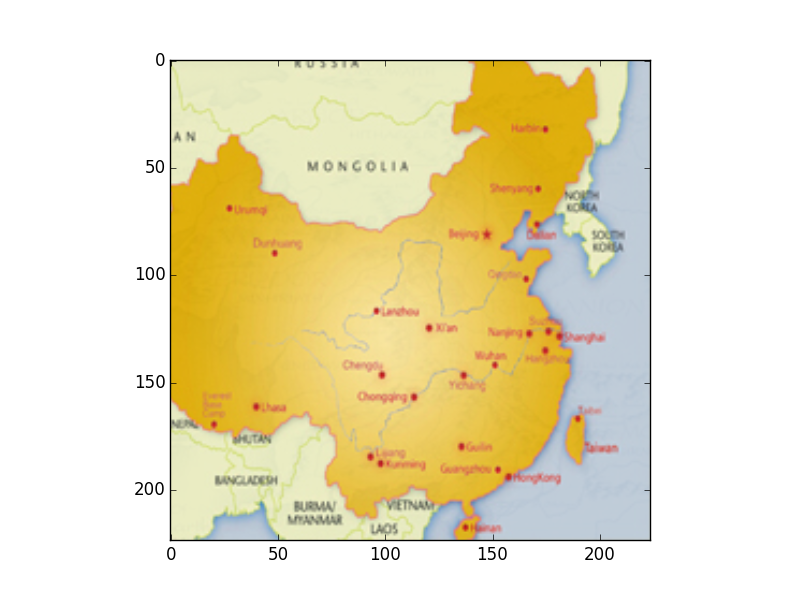 0
50
100
150
200
0
50
100
150
200
RUSSIA
AN
MONGOLIA
Harbin
Shenyang
NORTH
KOREA
SOUTH
KOREA
Urumqi
Beijing
Dalian
Dunhuang
Qingdao
Lanzhou
Xi'an
Nanjing
Suzhou
Shanghai
Hangzhou
Wuhan
Chengdu
Yichang
Chongqing
Everest
Base
Camp
Lhasa
Taibei
NEPAL
BHUTAN
Guilin
Taiwan
Lijiang
Kunming
Guangzhou
HongKong
BANGLADESH
BURMA/
MYANMAR
VIETNAM
LAOS
Hainan